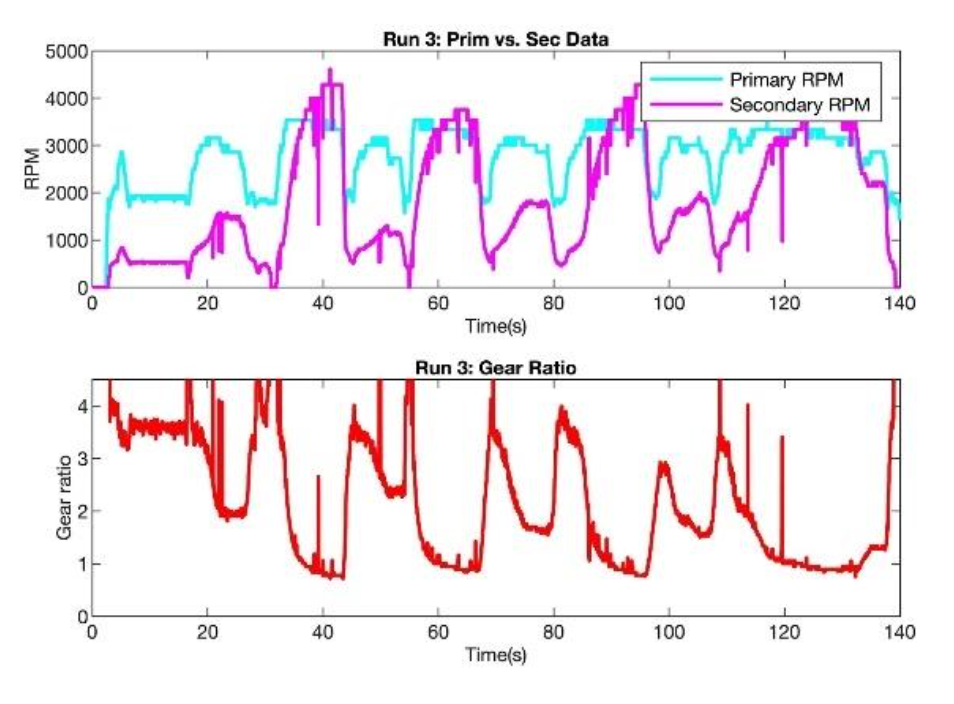 Run 3: Prim vs. Sec Data
5000
4000
3000
2000
1000
0
RPM
Primary RPM
Secondary RPM
0 20 40 60 80 100 120 140
Time(s)
Run 3: Gear Ratio
4
3
2
1
0
Gear ratio
0 20 40 60 80 100 120 140
Time(s)